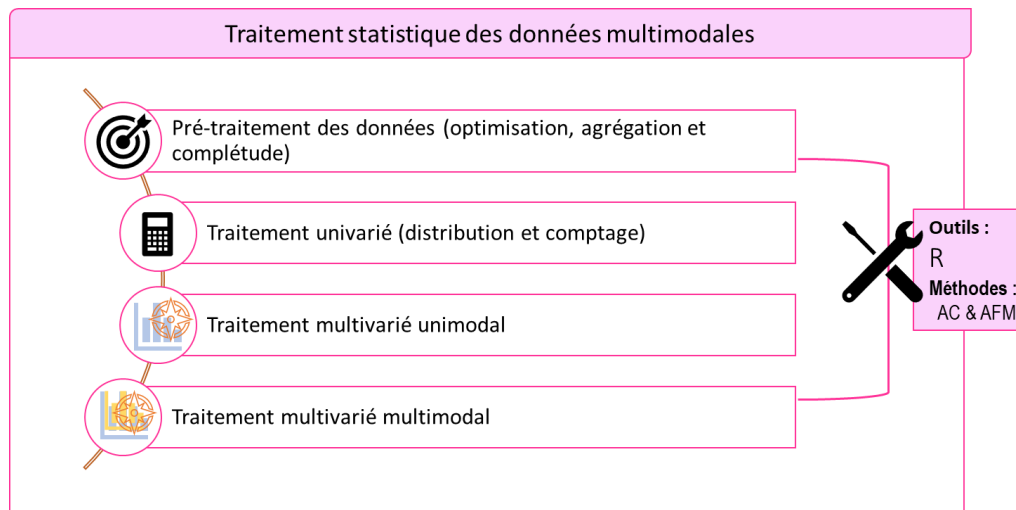 Traitement statistique des données multimodales
Pré-traitement des données (optimisation, agrégation et
complétude)
Traitement univarié (distribution et comptage)
Traitement multivarié unimodal
Traitement multivarié multimodal
Outils :
R
Méthodes :
AC & AFM